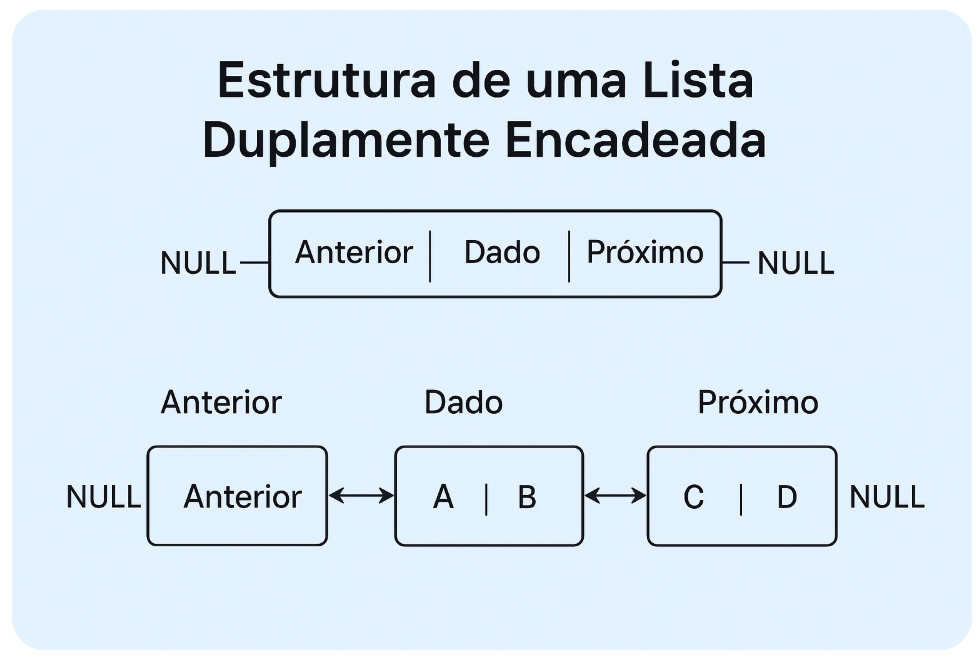 Estrutura de uma Lista
Duplamente Encadeada
NULL Anterior | Dado | Próximo NULL
Anterior Dado Próximo
NULL Anterior A | B C | D NULL